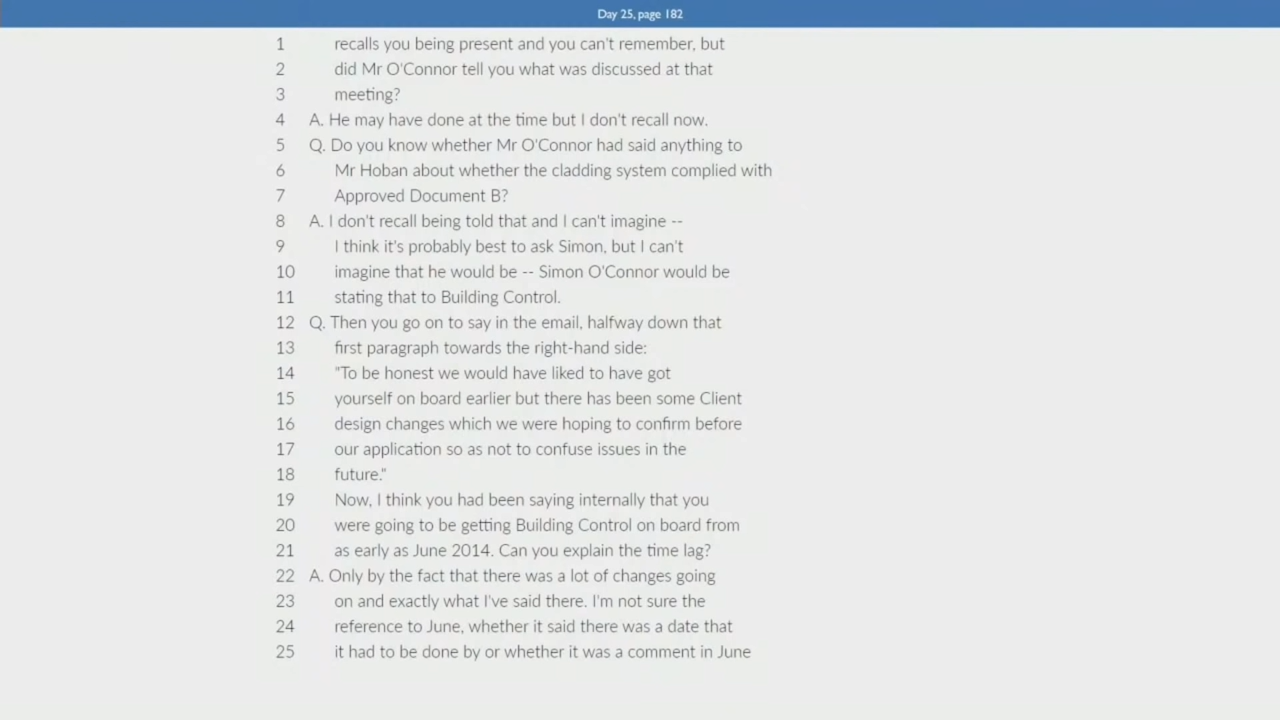 Day 25, page 182
1 recalls you being present and you can't remember, but
2 did Mr O'Connor tell you what was discussed at that
3 meeting?
4 A. He may have done at the time but I don't recall now.
5 Q. Do you know whether Mr O'Connor had said anything to
6 Mr Hoban about whether the cladding system complied with
7 Approved Document B?
8 A. I don't recall being told that and I can't imagine --
9 I think it's probably best to ask Simon, but I can't
10 imagine that he would be -- Simon O'Connor would be
11 stating that to Building Control.
12 Q. Then you go on to say in the email, halfway down that
13 first paragraph towards the right-hand side:
14 "To be honest we would have liked to have got
15 yourself on board earlier but there has been some Client
16 design changes which we were hoping to confirm before
17 our application so as not to confuse issues in the
18 future."
19 Now, I think you had been saying internally that you
20 were going to be getting Building Control on board from
21 as early as June 2014. Can you explain the time lag?
22 A. Only by the fact that there was a lot of changes going
23 on and exactly what I've said there. I'm not sure the
24 reference to June, whether it said there was a date that
25 it had to be done by or whether it was a comment in June